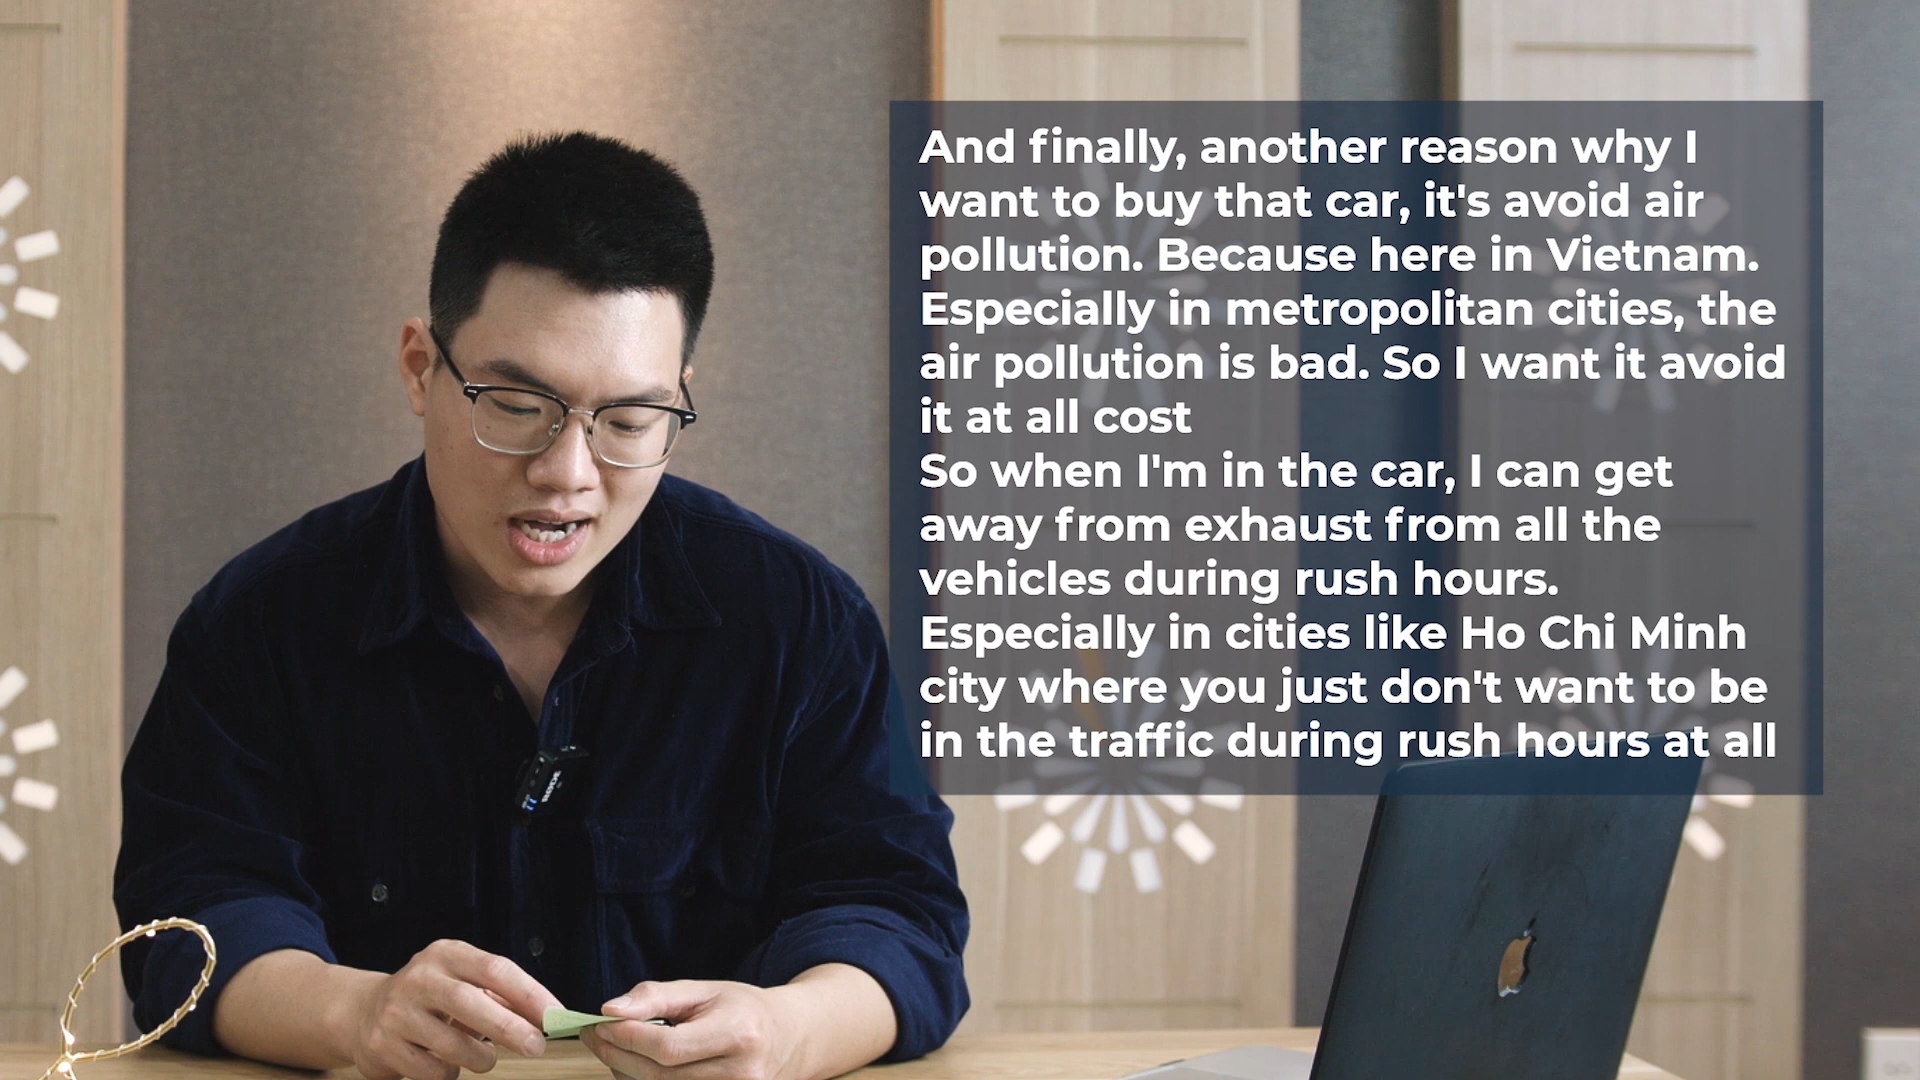 And finally, another reason why I
want to buy that car, it's avoid air
pollution. Because here in Vietnam.
Especially in metropolitan cities, the
air pollution is bad. So I want it avoid
it at all cost
So when I'm in the car, I can get
away from exhaust from all the
vehicles during rush hours.
Especially in cities like Ho Chi Minh
city where you just don't want to be
in the traffic during rush hours at all
RODE